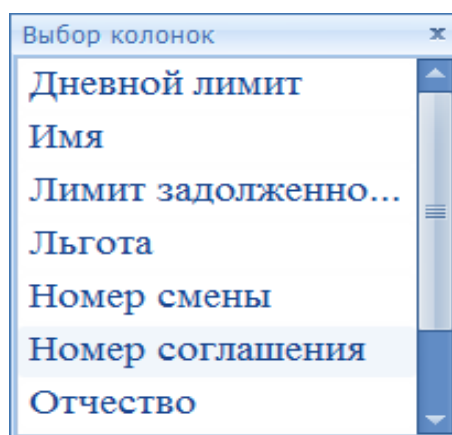 Выбор колонок
Дневной лимит
Имя
Лимит задолженно...
Льгота
Номер смены
Номер соглашения
Отчество